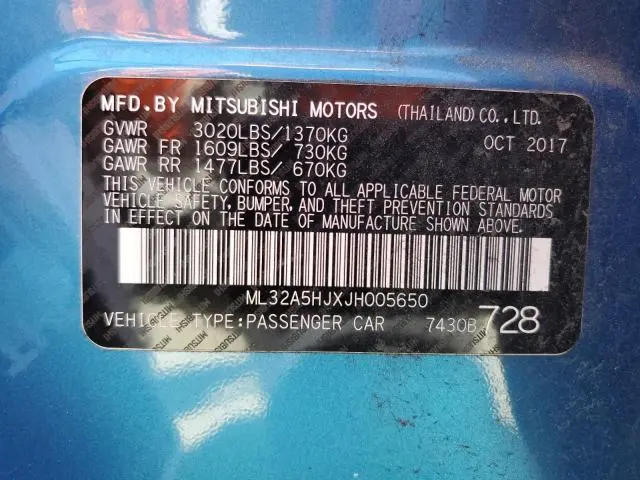 MFD.BY MITSUBISHI MOTORS (THAILAND)CO.,LTD.
GVWR 3020LBS/1370KG OCT 2017
GAWR FR 1609LBS/ 730KG
GAWR RR 1477LBS/ 670KG
THIS VEHICLE CONFORMS TO ALL APPLICABLE FEDERAL MOTOR
VEHICLE SAFETY, BUMPER, AND THEFT PREVENTION STANDARDS
IN EFFECT ON THE DATE OF MANUFACTURE SHOWN ABOVE.
ML32A5HJXJH005650
VEHICLE TYPE:PASSENGER CAR 7430B 728